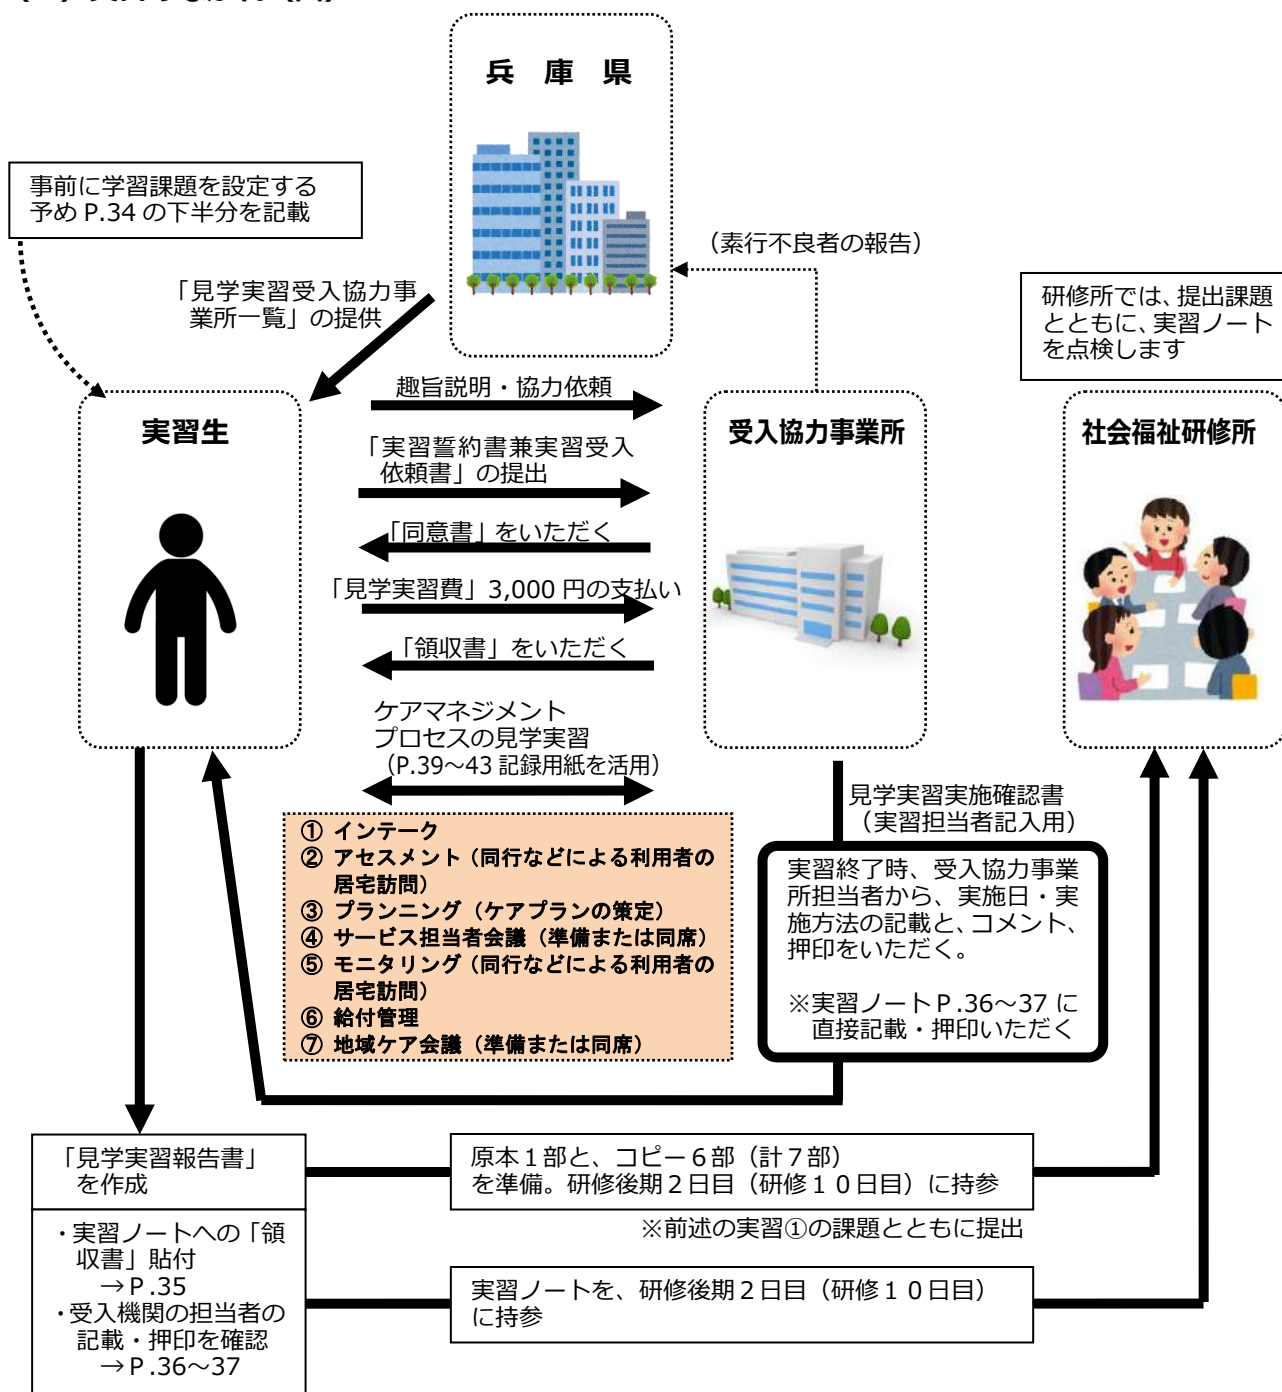 兵 庫 県
事前に学習課題を設定する
予め P.34 の下半分を記載
（素行不良者の報告）
「見学実習受入協力事
業所一覧」の提供
研修所では、提出課題
とともに、実習ノート
を点検します
実習生
趣旨説明・協力依頼
「実習誓約書兼実習受入
依頼書」の提出
「同意書」をいただく
「見学実習費」3,000 円の支払い
「領収書」をいただく
受入協力事業所
社会福祉研修所
ケアマネジメント
プロセスの見学実習
（P.39～43 記録用紙を活用）
① インテーク
② アセスメント（同行などによる利用者の
居宅訪問）
③ プランニング（ケアプランの策定）
④ サービス担当者会議（準備または同席）
⑤ モニタリング（同行などによる利用者の
居宅訪問）
⑥ 給付管理
⑦ 地域ケア会議（準備または同席）
見学実習実施確認書
（実習担当者記入用）
実習終了時、受入協力事業
所担当者から、実施日・実
施方法の記載と、コメント、
押印をいただく。
※実習ノートＰ.36～37 に
直接記載・押印いただく
「見学実習報告書」
を作成
・実習ノートへの「領
収書」貼付
→Ｐ.35
・受入機関の担当者の
記載・押印を確認
→Ｐ.36～37
原本１部と、コピー６部（計７部）
を準備。研修後期２日目（研修１０日目）に持参
※前述の実習①の課題とともに提出
実習ノートを、研修後期２日目（研修１０日目）
に持参